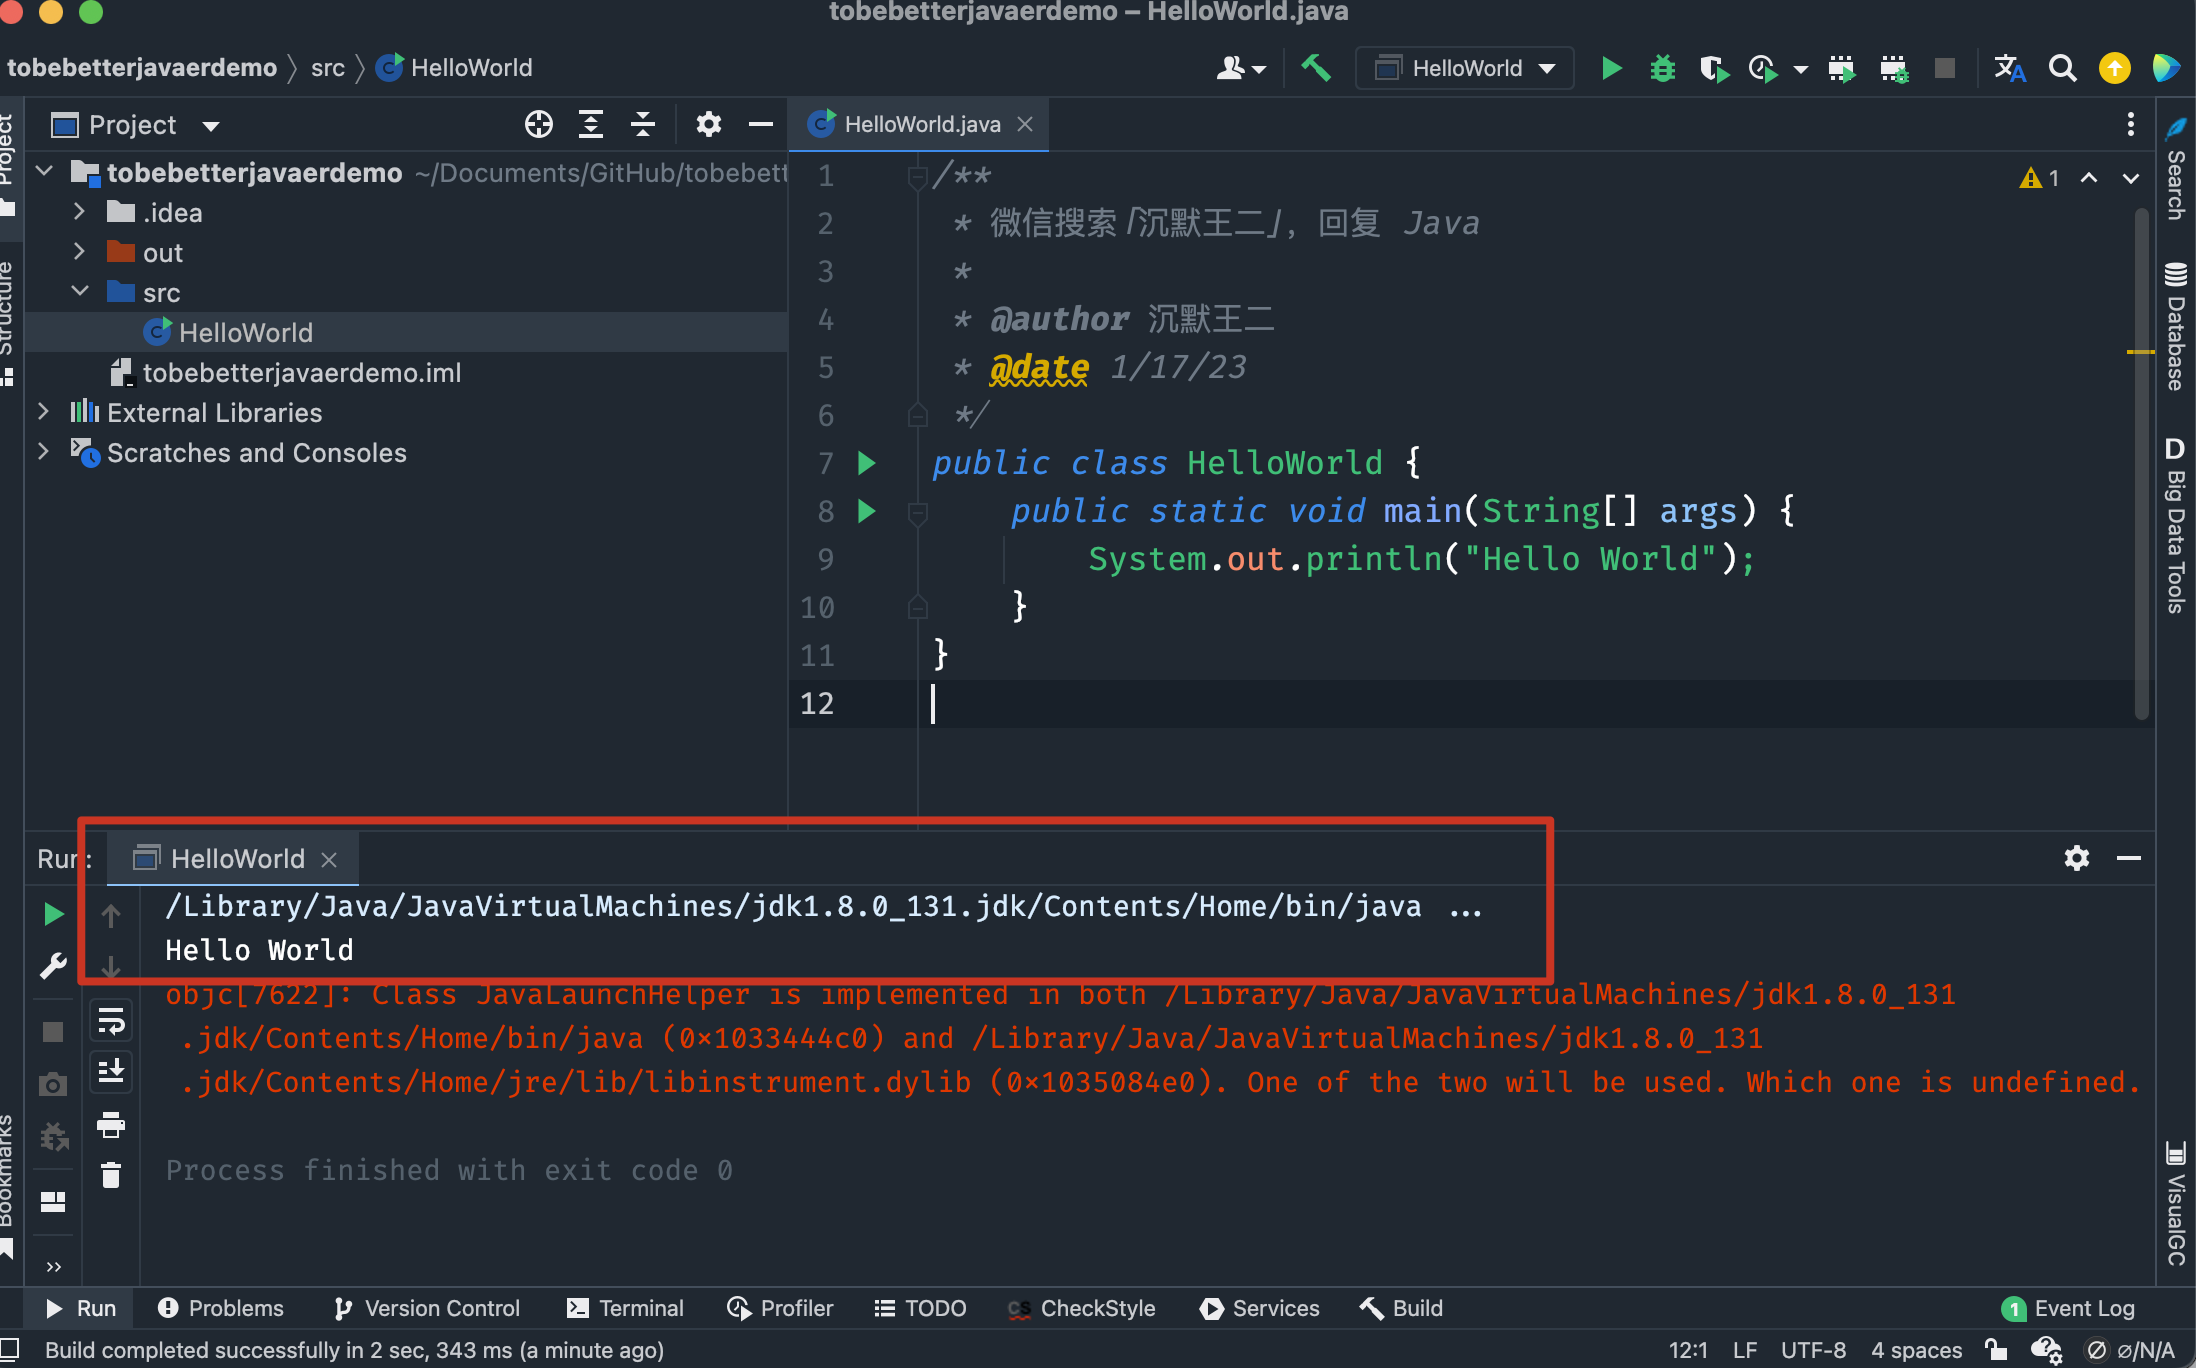 tobebetterjavaerdemo – HelloWorld.java
tobebetterjavaerdemo
src
HelloWorld
HelloWorld
Project
Project
HelloWorld.java
tobebetterjavaerdemo ~/Documents/GitHub/tobebett
.idea
out
src
HelloWorld
tobebetterjavaerdemo.iml
External Libraries
Scratches and Consoles
Structure
Bookmarks
1 /**
2 * 微信搜索「沉默王二」，回复 Java
3 *
4 * @author 沉默王二
5 * @date 1/17/23
6 */
7 public class HelloWorld {
8 public static void main(String[] args) {
9 System.out.println("Hello World");
10 }
11 }
12
1
Search
Database
D Big Data Tools
VisualGC
Run:
HelloWorld
/Library/Java/JavaVirtualMachines/jdk1.8.0_131.jdk/Contents/Home/bin/java ...
Hello World
objc[7622]: Class JavaLaunchHelper is implemented in both /Library/Java/JavaVirtualMachines/jdk1.8.0_131
.jdk/Contents/Home/bin/java (0x1033444c0) and /Library/Java/JavaVirtualMachines/jdk1.8.0_131
.jdk/Contents/Home/jre/lib/libinstrument.dylib (0x1035084e0). One of the two will be used. Which one is undefined.
Process finished with exit code 0
Run
Problems
Version Control
Terminal
Profiler
TODO
CheckStyle
Services
Build
1 Event Log
Build completed successfully in 2 sec, 343 ms (a minute ago)
12:1
LF
UTF-8
4 spaces
∅/N/A